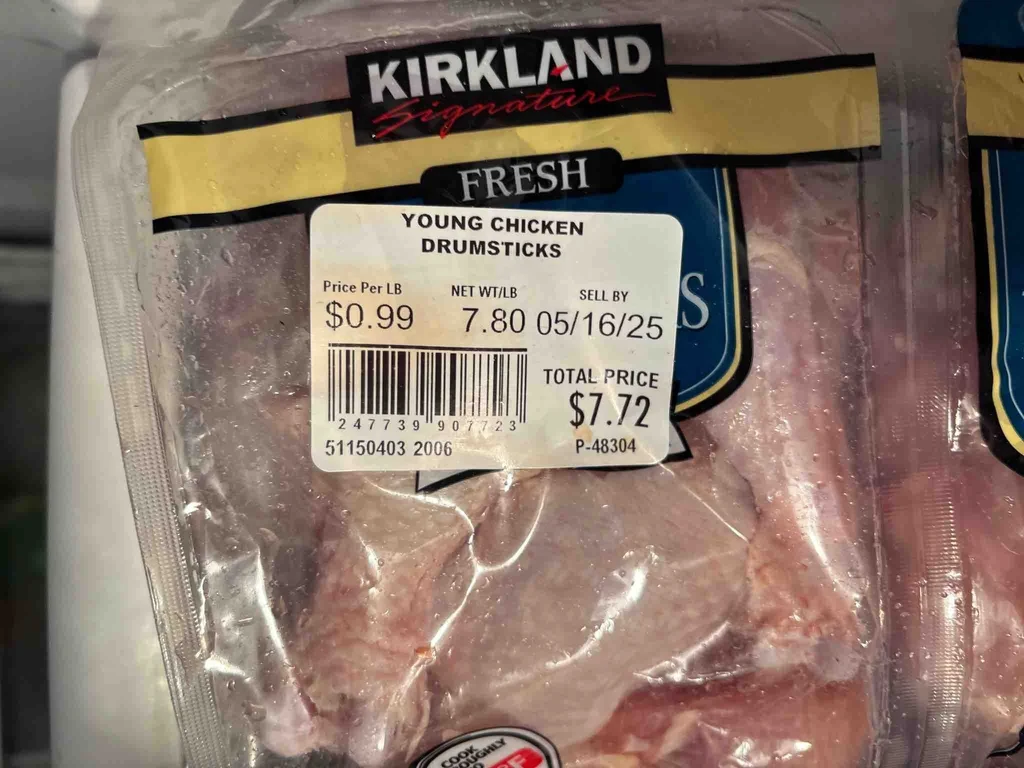 KIRKLAND
Signature
FRESH
YOUNG CHICKEN
DRUMSTICKS
Price Per LB NET WT/LB SELL BY
$0.99 7.80 05/16/25
TOTAL PRICE
$7.72
247739 907723
51150403 2006 P-48304
COOK